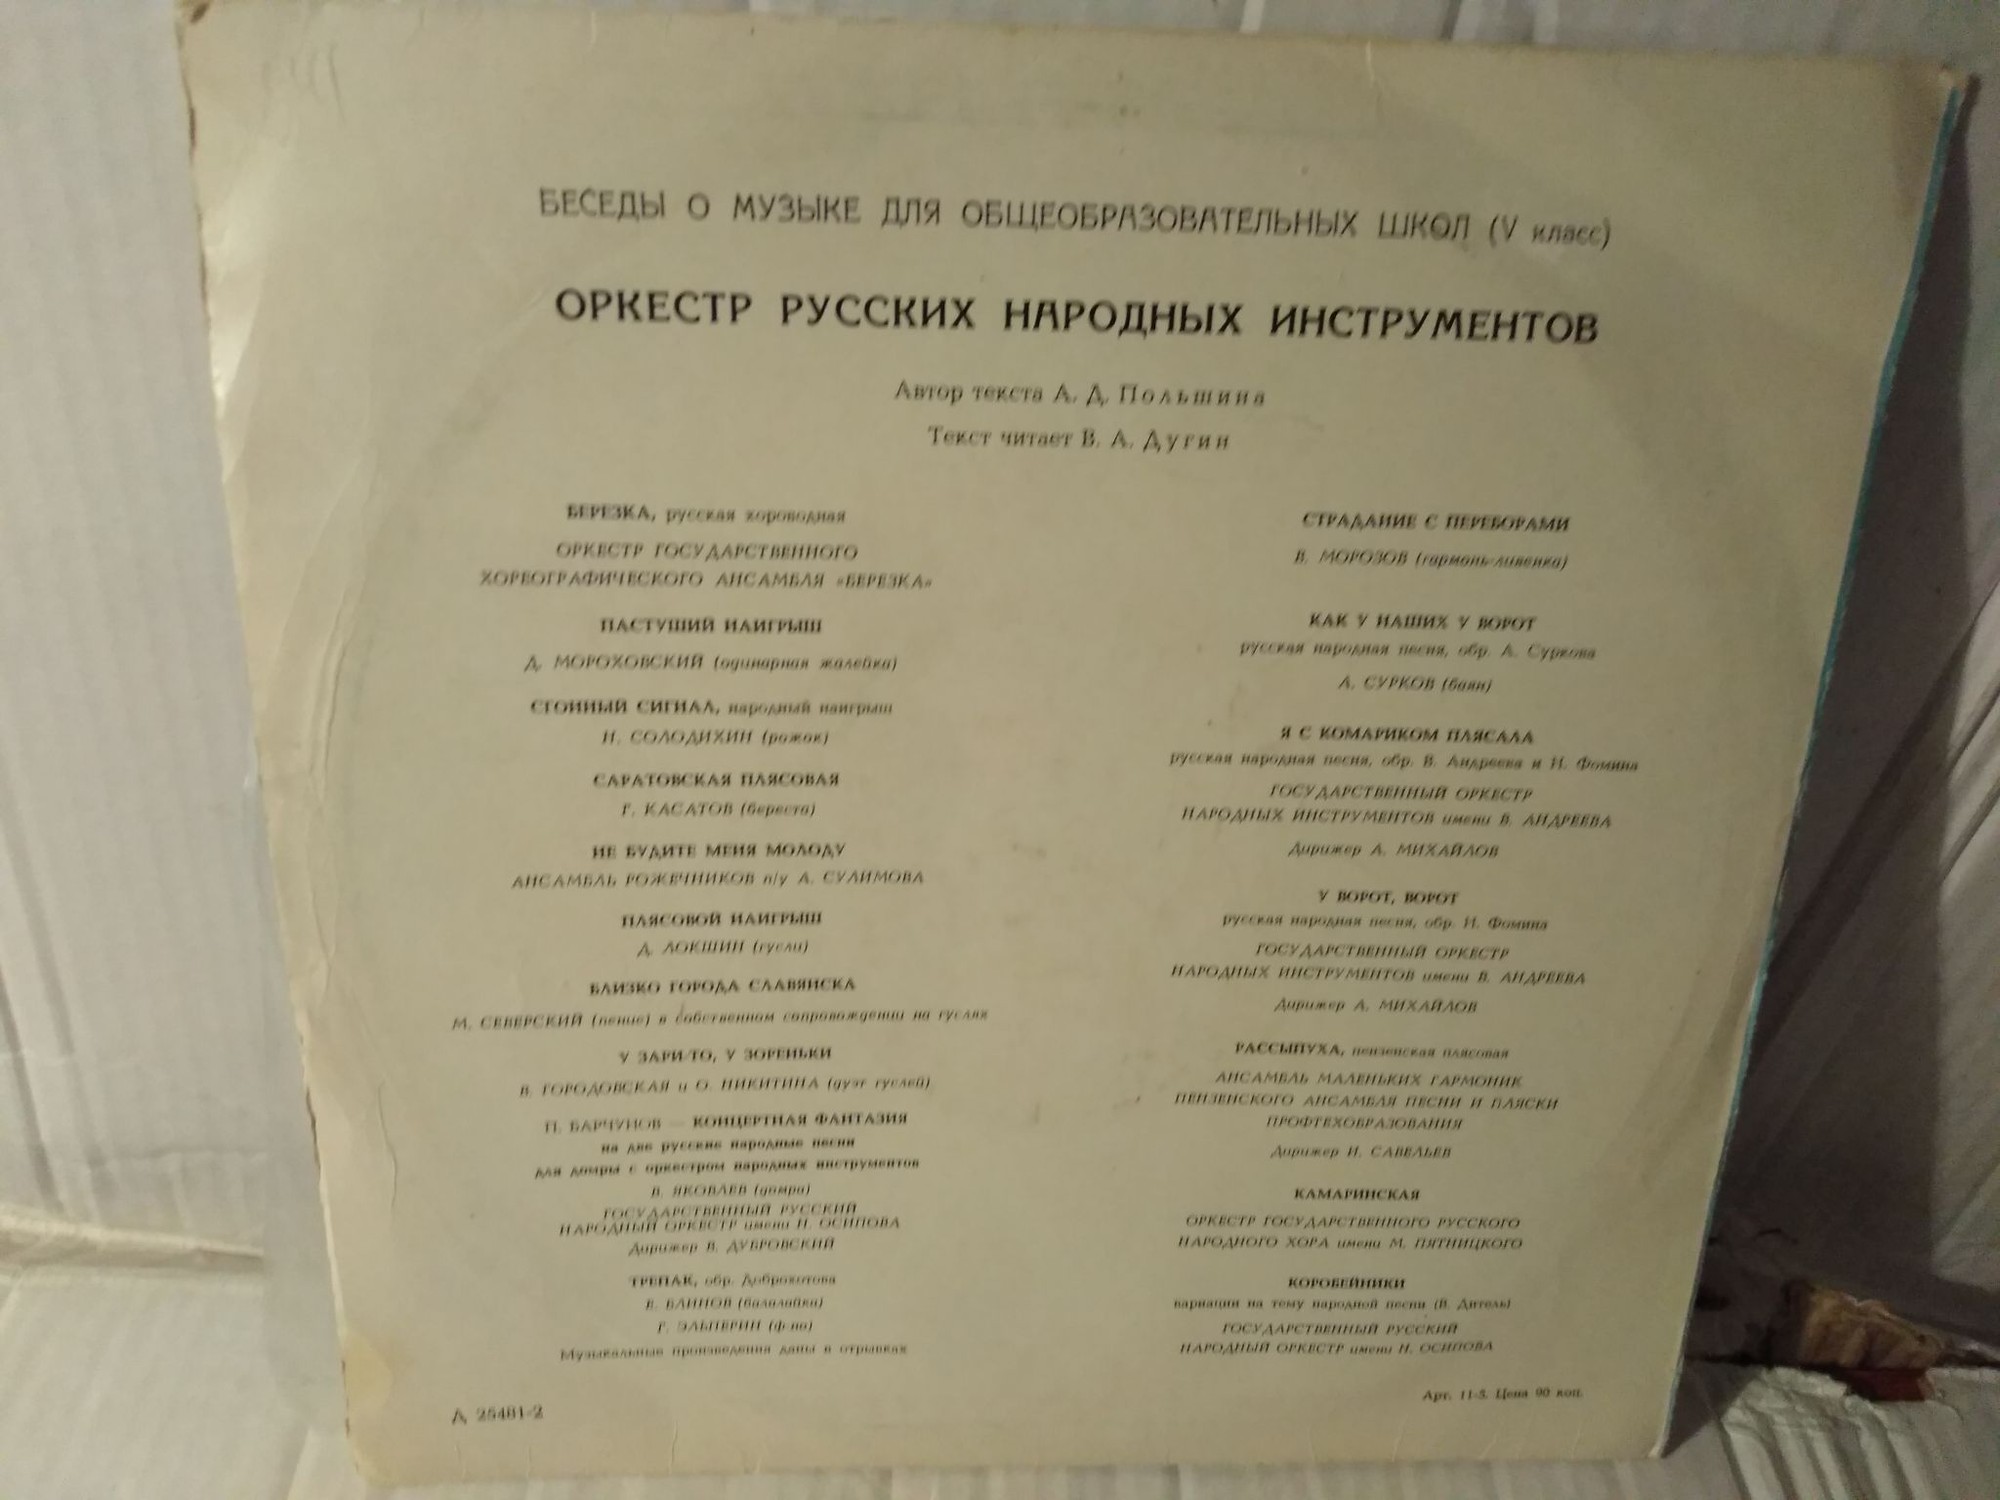 БЕСЕДЫ О МУЗЫКЕ ДЛЯ ОБЩЕОБРАЗОВАТЕЛЬНЫХ ШКОЛ (V класс)
ОРКЕСТР РУССКИХ НАРОДНЫХ ИНСТРУМЕНТОВ
Автор текста А. Д. Польшина
Текст читает В. А. Дугин
БЕРЕЗКА, русская хороводная
ОРКЕСТР ГОСУДАРСТВЕННОГО
ХОРЕОГРАФИЧЕСКОГО АНСАМБЛЯ «БЕРЕЗКА»
ПАСТУШИЙ НАИГРЫШ
Д. МОРОХОВСКИЙ (одинарная жалейка)
СГОННЫЙ СИГНАЛ, народный наигрыш
Н. СОЛОДИХИН (рожок)
САРАТОВСКАЯ ПЛЯСОВАЯ
Г. КАСАТОВ (береста)
НЕ БУДИТЕ МЕНЯ МОЛОДУ
АНСАМБЛЬ РОЖЕЧНИКОВ п/у А. СУЛИМОВА
ПЛЯСОВОЙ НАИГРЫШ
Д. ЛОКШИН (гусли)
БЛИЗКО ГОРОДА СЛАВЯНСКА
М. СЕВЕРСКИЙ (пение) в собственном сопровождении на гуслях
У ЗАРИ-ТО, У ЗОРЕНЬКИ
В. ГОРОДОВСКАЯ и О. НИКИТИНА (дуэт гуслей)
П. БАРЧУНОВ — КОНЦЕРТНАЯ ФАНТАЗИЯ
на две русские народные песни
для домры с оркестром народных инструментов
В. ЯКОВЛЕВ (домра)
ГОСУДАРСТВЕННЫЙ РУССКИЙ
НАРОДНЫЙ ОРКЕСТР имени Н. ОСИПОВА
Дирижер В. ДУБРОВСКИЙ
ТРЕПАК, обр. Доброхотова
Е. БЛИНОВ (балалайка)
Г. ЭЛЬПЕРИН (ф-но)
Музыкальные произведения даны в отрывках
Д 25481-2
СТРАДАНИЕ С ПЕРЕБОРАМИ
В. МОРОЗОВ (гармонь-ливенка)
КАК У НАШИХ У ВОРОТ
русская народная песня, обр. А. Суркова
А. СУРКОВ (баян)
Я С КОМАРИКОМ ПЛЯСАЛА
русская народная песня, обр. В. Андреева и Н. Фомина
ГОСУДАРСТВЕННЫЙ ОРКЕСТР
НАРОДНЫХ ИНСТРУМЕНТОВ имени В. АНДРЕЕВА
Дирижер А. МИХАЙЛОВ
У ВОРОТ, ВОРОТ
русская народная песня, обр. Н. Фомина
ГОСУДАРСТВЕННЫЙ ОРКЕСТР
НАРОДНЫХ ИНСТРУМЕНТОВ имени В. АНДРЕЕВА
Дирижер А. МИХАЙЛОВ
РАССЫПУХА, пензенская плясовая
АНСАМБЛЬ МАЛЕНЬКИХ ГАРМОНИК
ПЕНЗЕНСКОГО АНСАМБЛЯ ПЕСНИ И ПЛЯСКИ
ПРОФТЕХОБРАЗОВАНИЯ
Дирижер И. САВЕЛЬЕВ
КАМАРИНСКАЯ
ОРКЕСТР ГОСУДАРСТВЕННОГО РУССКОГО
НАРОДНОГО ХОРА имени М. ПЯТНИЦКОГО
КОРОБЕЙНИКИ
вариации на тему народной песни (В. Дитель)
ГОСУДАРСТВЕННЫЙ РУССКИЙ
НАРОДНЫЙ ОРКЕСТР имени Н. ОСИПОВА
Арт. 11-3. Цена 90 коп.